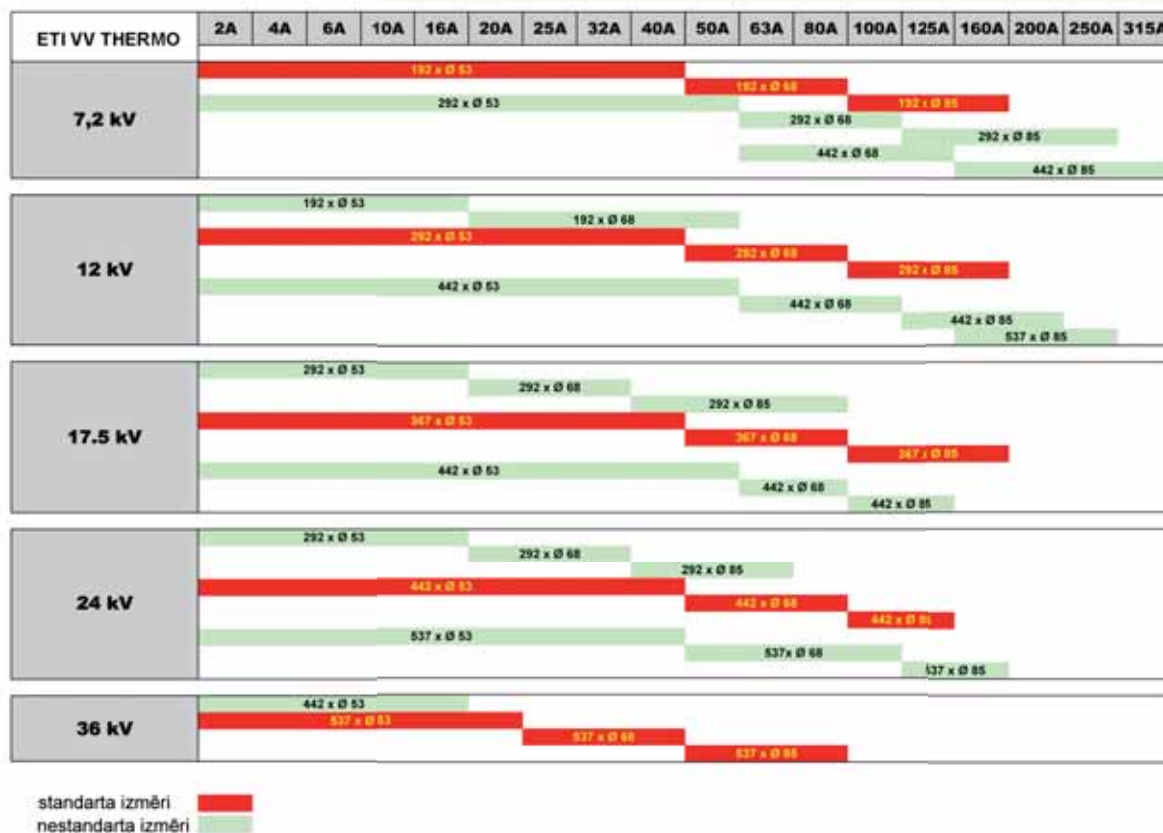 ETI VV THERMO 2A 4A 6A 10A 16A 20A 25A 32A 40A 50A 63A 80A 100A 125A 160A 200A 250A 315A
192 x Ø 53
192 x Ø 68
7,2 kV
292 x Ø 53 192 x Ø 85
292 x Ø 68
292 x Ø 85
442 x Ø 68
442 x Ø 85
192 x Ø 53
192 x Ø 68
292 x Ø 53
292 x Ø 68
12 kV
292 x Ø 85
442 x Ø 53
442 x Ø 68
442 x Ø 85
537 x Ø 85
292 x Ø 53
292 x Ø 68
292 x Ø 85
367 x Ø 53
17.5 kV
367 x Ø 68
367 x Ø 85
442 x Ø 53
442 x Ø 68
442 x Ø 85
292 x Ø 53
292 x Ø 68
292 x Ø 85
442 x Ø 53
24 kV
442 x Ø 68
442 x Ø
537 x Ø 53
537x Ø 68
537 x Ø 85
442 x Ø 53
537 x Ø 53
36 kV
537 x Ø 68
537 x Ø 85
standarta izmēri
nestandarta izmēri